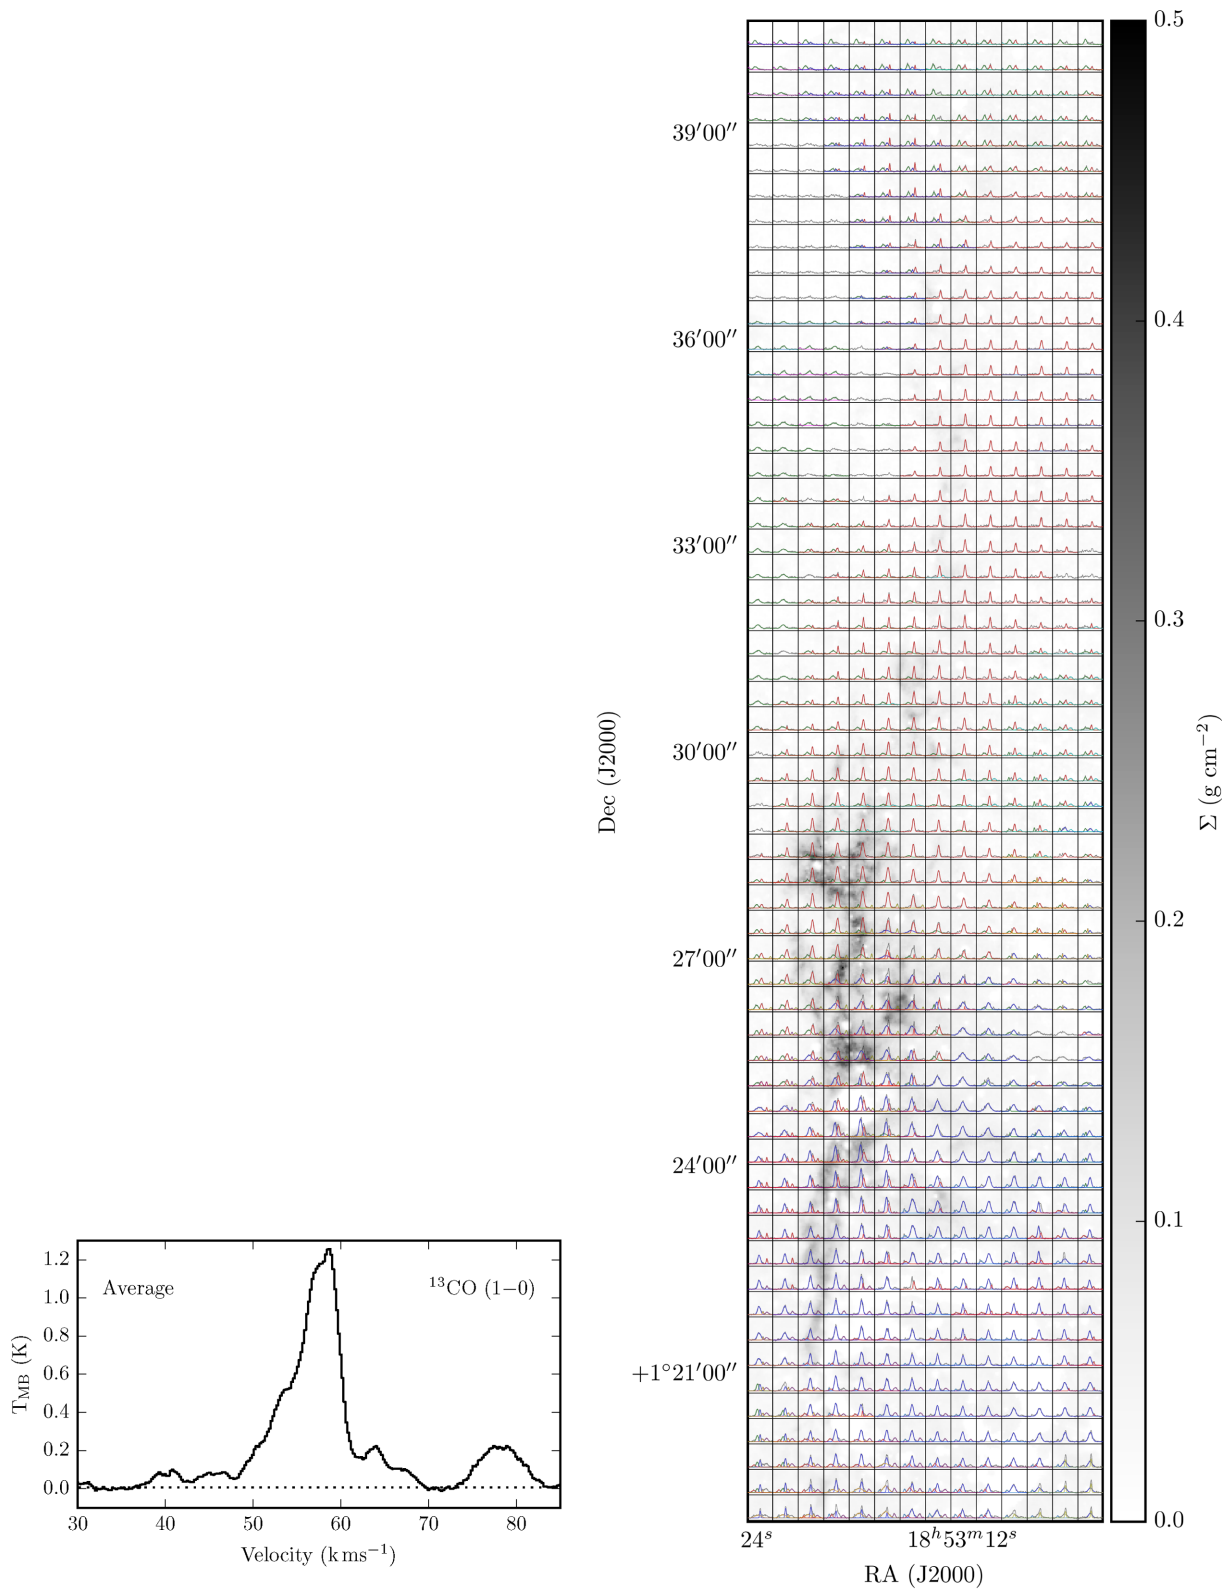 1.2
1.0
0.8
0.6
0.4
0.2
0.0
T_MB (K)
Average
¹³CO (1−0)
30 40 50 60 70 80
Velocity (km s⁻¹)
39′00″
36′00″
33′00″
30′00″
27′00″
24′00″
+1°21′00″
Dec (J2000)
24ˢ 18ʰ53ᵐ12ˢ
RA (J2000)
0.5
0.4
0.3
0.2
0.1
0.0
Σ (g cm⁻²)